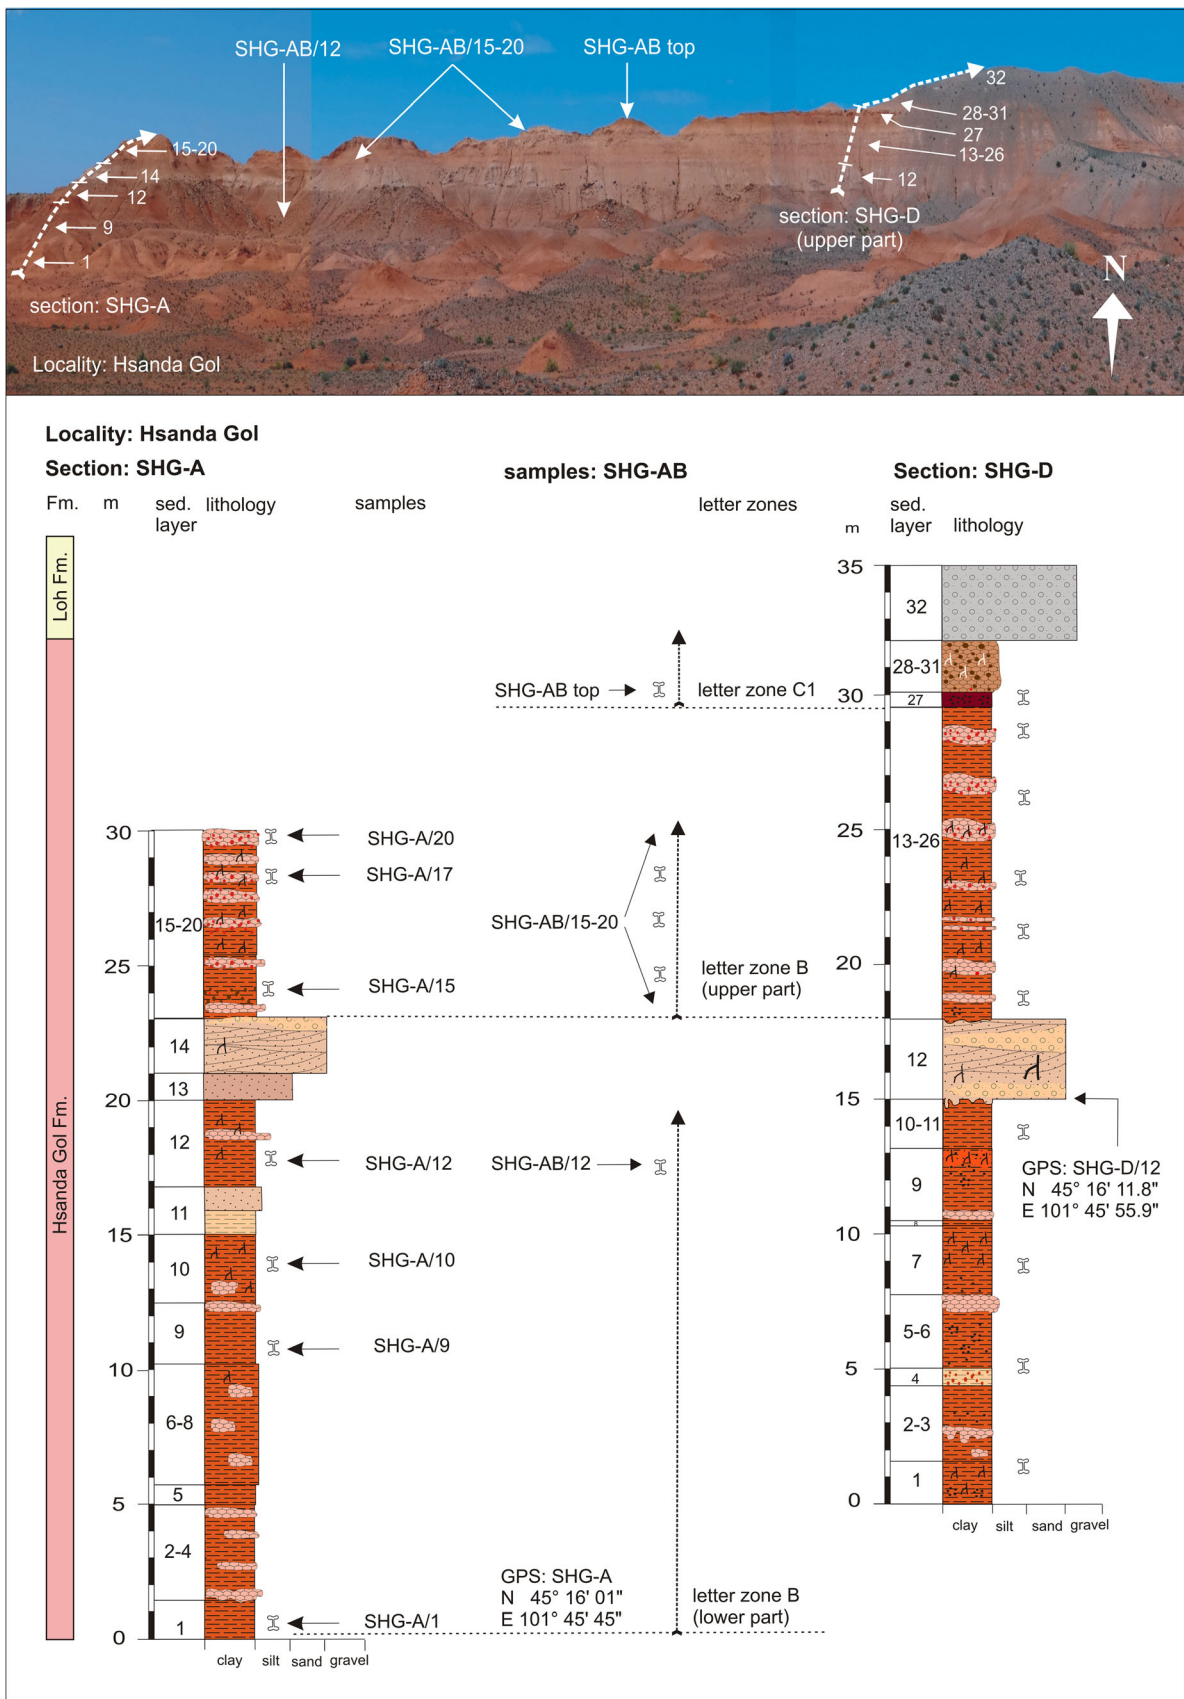 SHG-AB/12
SHG-AB/15-20
SHG-AB top
32
28-31
27
13-26
12
15-20
14
12
9
1
section: SHG-D
(upper part)
section: SHG-A
N
Locality: Hsanda Gol
Locality: Hsanda Gol
Section: SHG-A
samples: SHG-AB
Section: SHG-D
Fm.
m
sed.
layer
lithology
samples
letter zones
m
sed.
layer
lithology
Loh Fm.
Hsanda Gol Fm.
30
25
20
15
10
5
0
15-20
14
13
12
11
10
9
6-8
5
2-4
1
SHG-A/20
SHG-A/17
SHG-A/15
SHG-A/12
SHG-A/10
SHG-A/9
SHG-A/1
clay
silt
sand
gravel
SHG-AB top
SHG-AB/15-20
SHG-AB/12
GPS: SHG-A
N 45° 16' 01"
E 101° 45' 45"
letter zone C1
letter zone B
(upper part)
letter zone B
(lower part)
35
30
25
20
15
10
5
0
32
28-31
27
13-26
12
10-11
9
8
7
5-6
4
2-3
1
GPS: SHG-D/12
N 45° 16' 11.8"
E 101° 45' 55.9"
clay
silt
sand
gravel